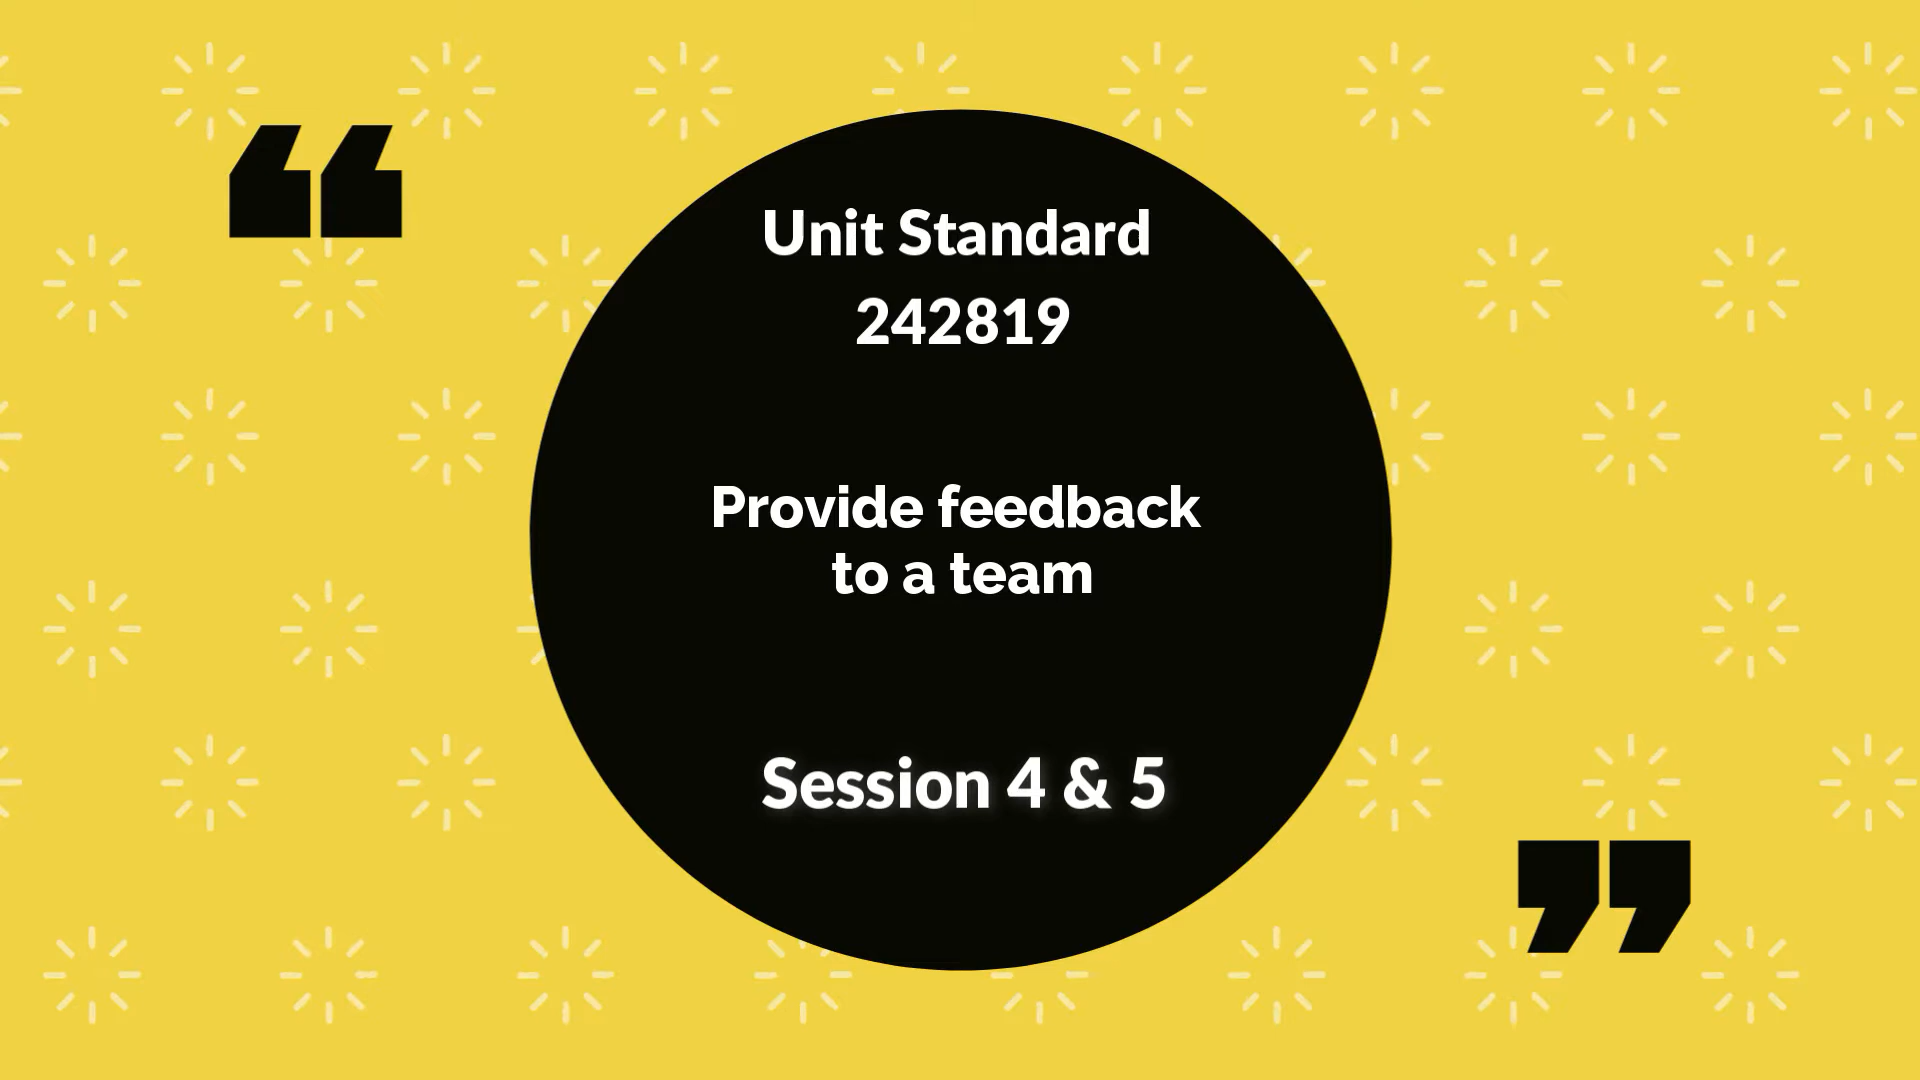 “
Unit Standard
242819
Provide feedback
to a team
Session 4 & 5
”